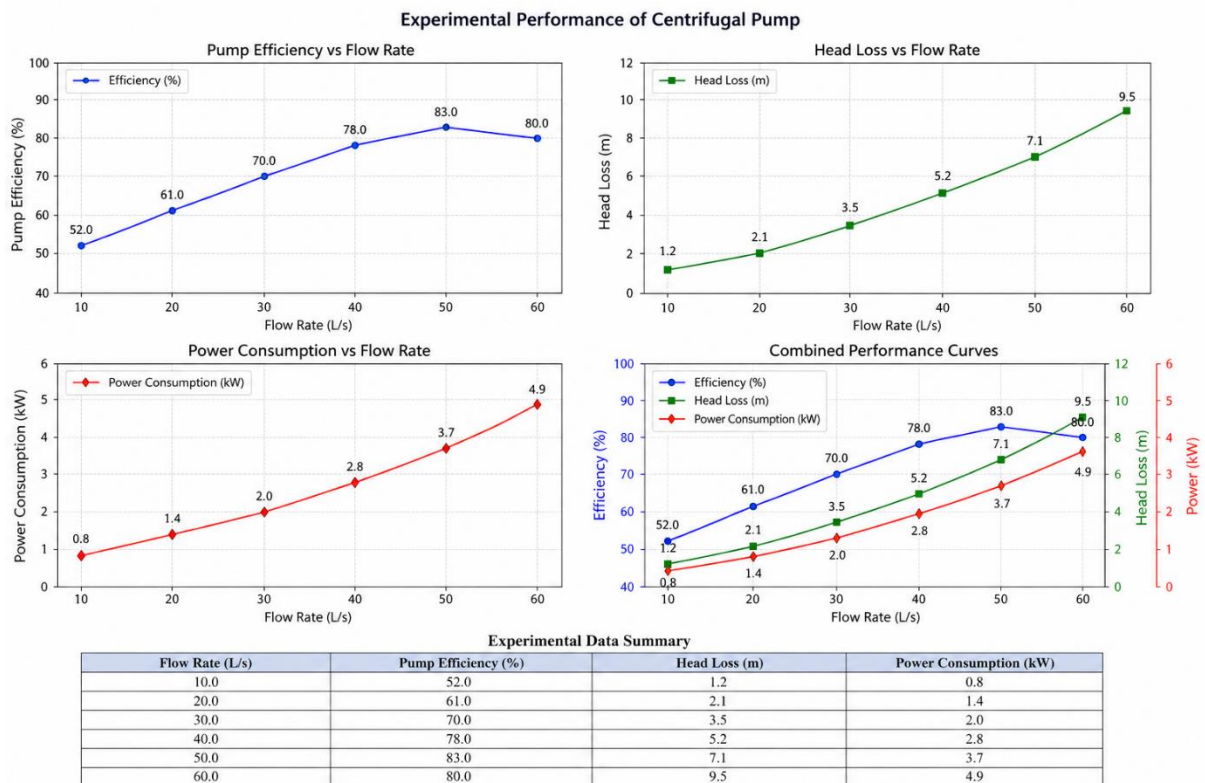 Experimental Performance of Centrifugal Pump
Pump Efficiency vs Flow Rate
Efficiency (%)
Pump Efficiency (%)
100
90
80
70
60
50
40
52.0
61.0
70.0
78.0
83.0
80.0
10 20 30 40 50 60
Flow Rate (L/s)
Head Loss vs Flow Rate
Head Loss (m)
Head Loss (m)
12
10
8
6
4
2
0
1.2
2.1
3.5
5.2
7.1
9.5
10 20 30 40 50 60
Flow Rate (L/s)
Power Consumption vs Flow Rate
Power Consumption (kW)
Power Consumption (kW)
6
5
4
3
2
1
0
0.8
1.4
2.0
2.8
3.7
4.9
10 20 30 40 50 60
Flow Rate (L/s)
Combined Performance Curves
Efficiency (%)
Head Loss (m)
Power Consumption (kW)
Efficiency (%)
100
90
80
70
60
50
40
52.0
61.0
70.0
78.0
83.0
80.0
1.2
2.1
3.5
5.2
7.1
9.5
0.8
1.4
2.0
2.8
3.7
4.9
12
10
8
6
4
2
0
Head Loss (m)
6
5
4
3
2
1
0
Power (kW)
10 20 30 40 50 60
Flow Rate (L/s)
Experimental Data Summary
Flow Rate (L/s) Pump Efficiency (%) Head Loss (m) Power Consumption (kW)
10.0 52.0 1.2 0.8
20.0 61.0 2.1 1.4
30.0 70.0 3.5 2.0
40.0 78.0 5.2 2.8
50.0 83.0 7.1 3.7
60.0 80.0 9.5 4.9